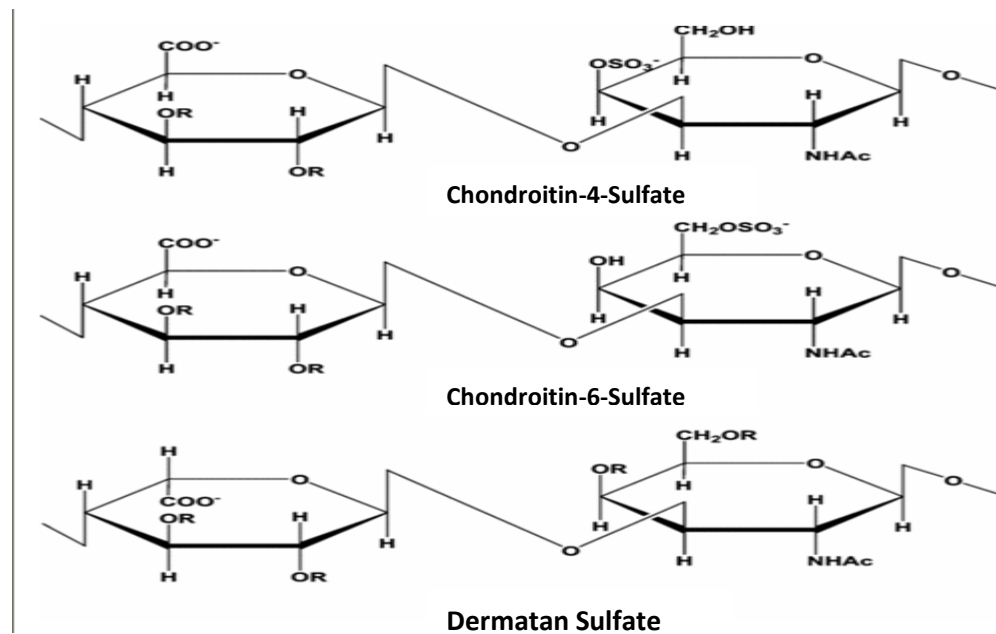 COO⁻ CH₂OH
H O OSO₃⁻ O O
H H H H
OR H H H H
H OR O H NHAc
Chondroitin-4-Sulfate
COO⁻ CH₂OSO₃⁻
H O OH O O
H H H H
OR H H H H
H OR O H NHAc
Chondroitin-6-Sulfate
H CH₂OR
H O OR O O
COO⁻ H H
OR H H H H H
H OR O H NHAc
Dermatan Sulfate